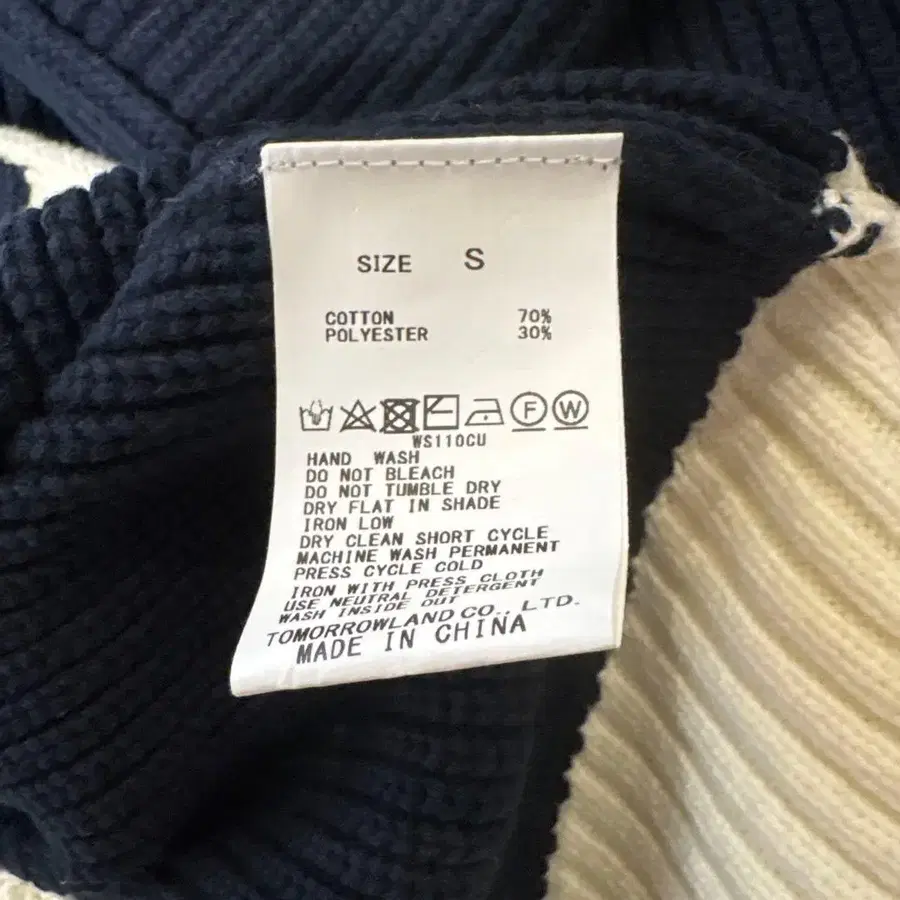 SIZE S
COTTON 70%
POLYESTER 30%
F W
WS110CU
HAND WASH
DO NOT BLEACH
DO NOT TUMBLE DRY
DRY FLAT IN SHADE
IRON LOW
DRY CLEAN SHORT CYCLE
MACHINE WASH PERMANENT
PRESS CYCLE COLD
IRON WITH PRESS CLOTH
USE NEUTRAL DETERGENT
WASH INSIDE OUT
TOMORROWLAND CO., LTD.
MADE IN CHINA